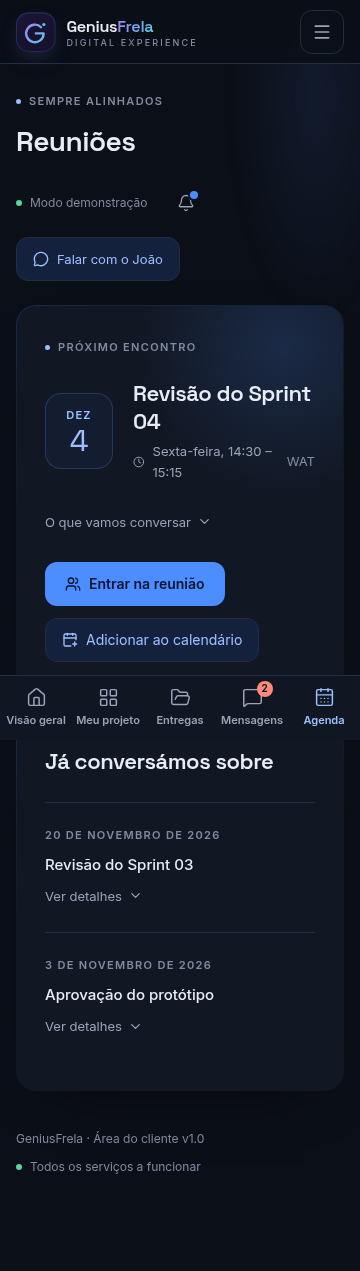 GeniusFrela
DIGITAL EXPERIENCE
SEMPRE ALINHADOS
Reuniões
Modo demonstração
Falar com o João
PRÓXIMO ENCONTRO
DEZ
4
Revisão do Sprint
04
Sexta-feira, 14:30 –
15:15
WAT
O que vamos conversar
Entrar na reunião
Adicionar ao calendário
2
Visão geral
Meu projeto
Entregas
Mensagens
Agenda
Já conversámos sobre
20 DE NOVEMBRO DE 2026
Revisão do Sprint 03
Ver detalhes
3 DE NOVEMBRO DE 2026
Aprovação do protótipo
Ver detalhes
GeniusFrela · Área do cliente v1.0
Todos os serviços a funcionar